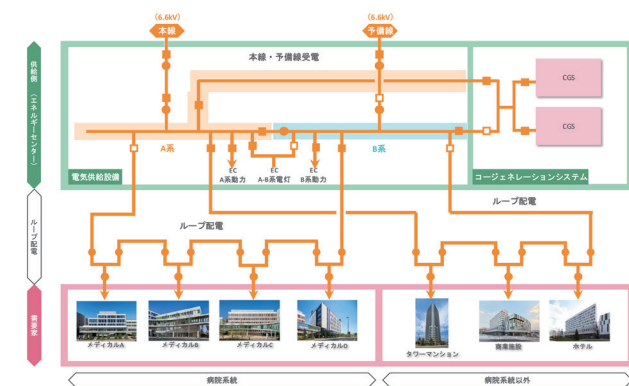 (6.6kV)
(6.6kV)
本線
予備線
本線・予備線受電
供給側（エネルギーセンター）
CGS
CGS
A系
B系
EC
A系動力
EC
A-B系電灯
EC
B系動力
電気供給設備
コージェネレーションシステム
ループ配電
ループ配電
ループ配電
需要家
メディカルA
メディカルB
メディカルC
メディカルD
タワーマンション
商業施設
ホテル
病院系統
病院系統以外